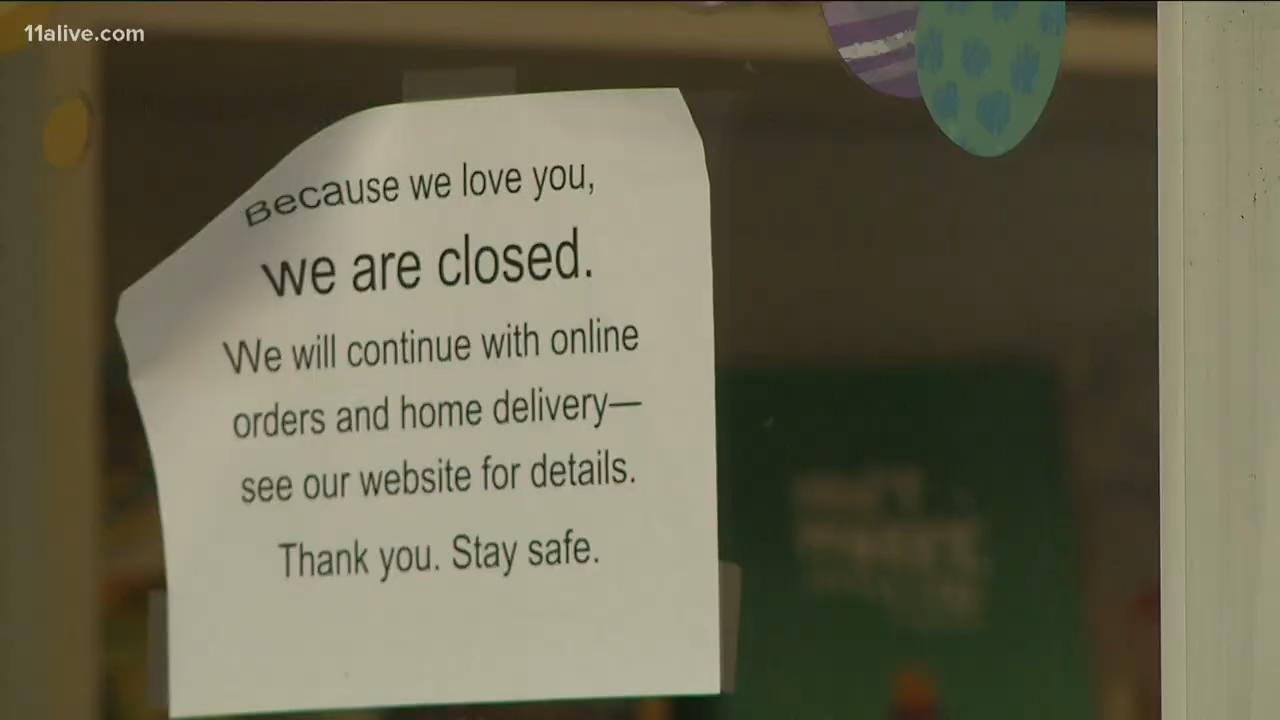 11alive.com
Because we love you,
we are closed.
We will continue with online
orders and home delivery—
see our website for details.
Thank you. Stay safe.